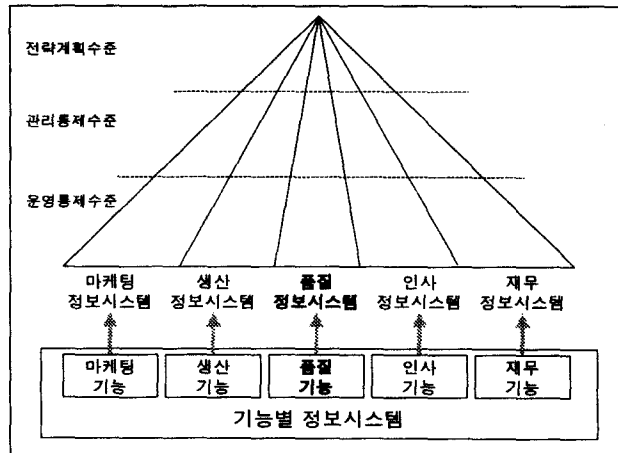 전략계획수준
관리통제수준
운영통제수준
마케팅 생산 품질 인사 재무
정보시스템 정보시스템 정보시스템 정보시스템 정보시스템
마케팅 생산 품질 인사 재무
기능 기능 기능 기능 기능
기능별 정보시스템